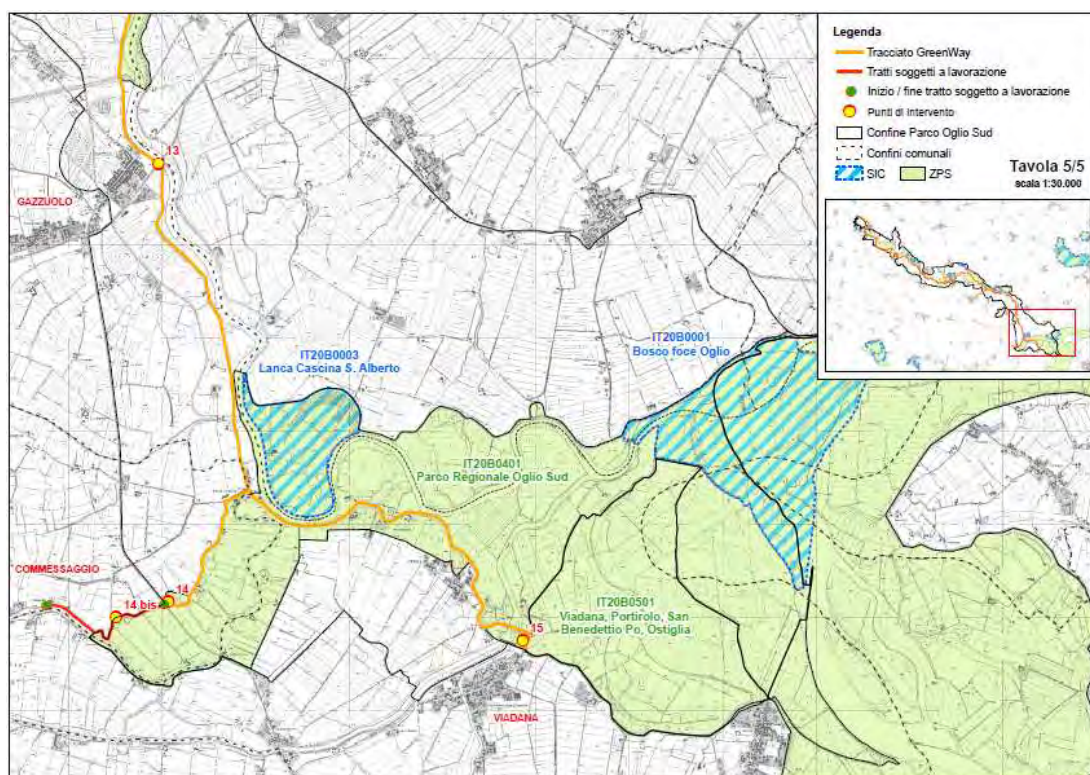 Legenda
Tracciato GreenWay
Tratti soggetti a lavorazione
Inizio / fine tratto soggetto a lavorazione
Punti di Intervento
Confine Parco Oglio Sud
Confini comunali
SIC
ZPS
Tavola 5/5
scala 1:30.000
13
GAZZUOLO
IT20B0003
Lanca Cascina S. Alberto
IT20B0001
Bosco foce Oglio
IT20B0401
Parco Regionale Oglio Sud
COMMESSAGGIO
14 bis
14
15
IT20B0501
Viadana, Portirolo, San
Benedettio Po, Ostiglia
VIADANA